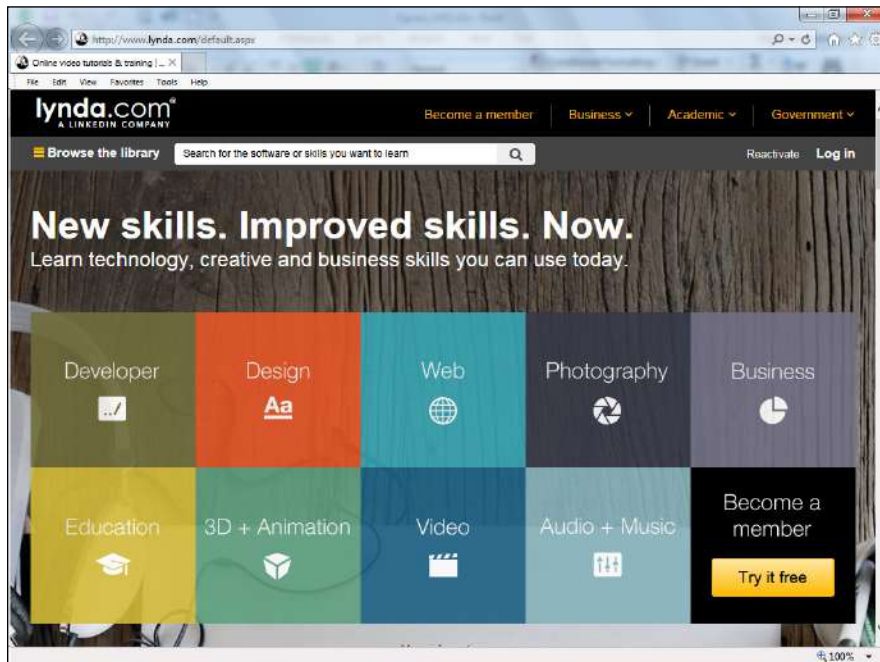 http://www.lynda.com/default.aspx
Online video tutorials & training | ...
File Edit View Favorites Tools Help
lynda.com®
A LINKEDIN COMPANY
Become a member Business Academic Government
Browse the library Search for the software or skills you want to learn Reactivate Log in
New skills. Improved skills. Now.
Learn technology, creative and business skills you can use today.
Developer Design Web Photography Business
../ Aa
Become a
member
Education 3D + Animation Video Audio + Music
Try it free
100%